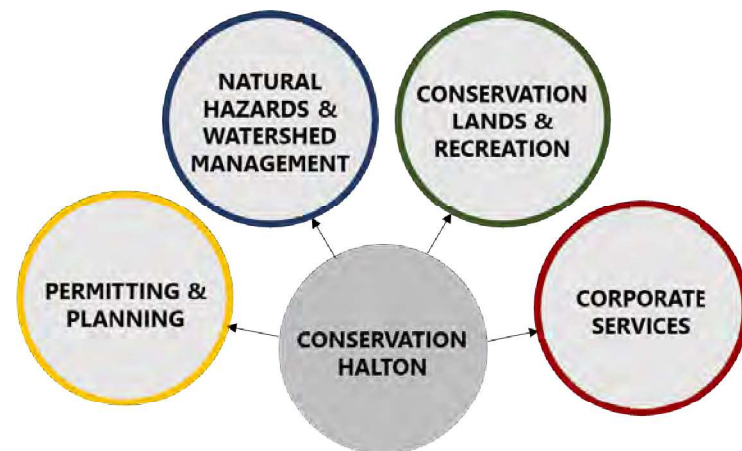 NATURAL
HAZARDS &
WATERSHED
MANAGEMENT
CONSERVATION
LANDS &
RECREATION
PERMITTING &
PLANNING
CONSERVATION
HALTON
CORPORATE
SERVICES